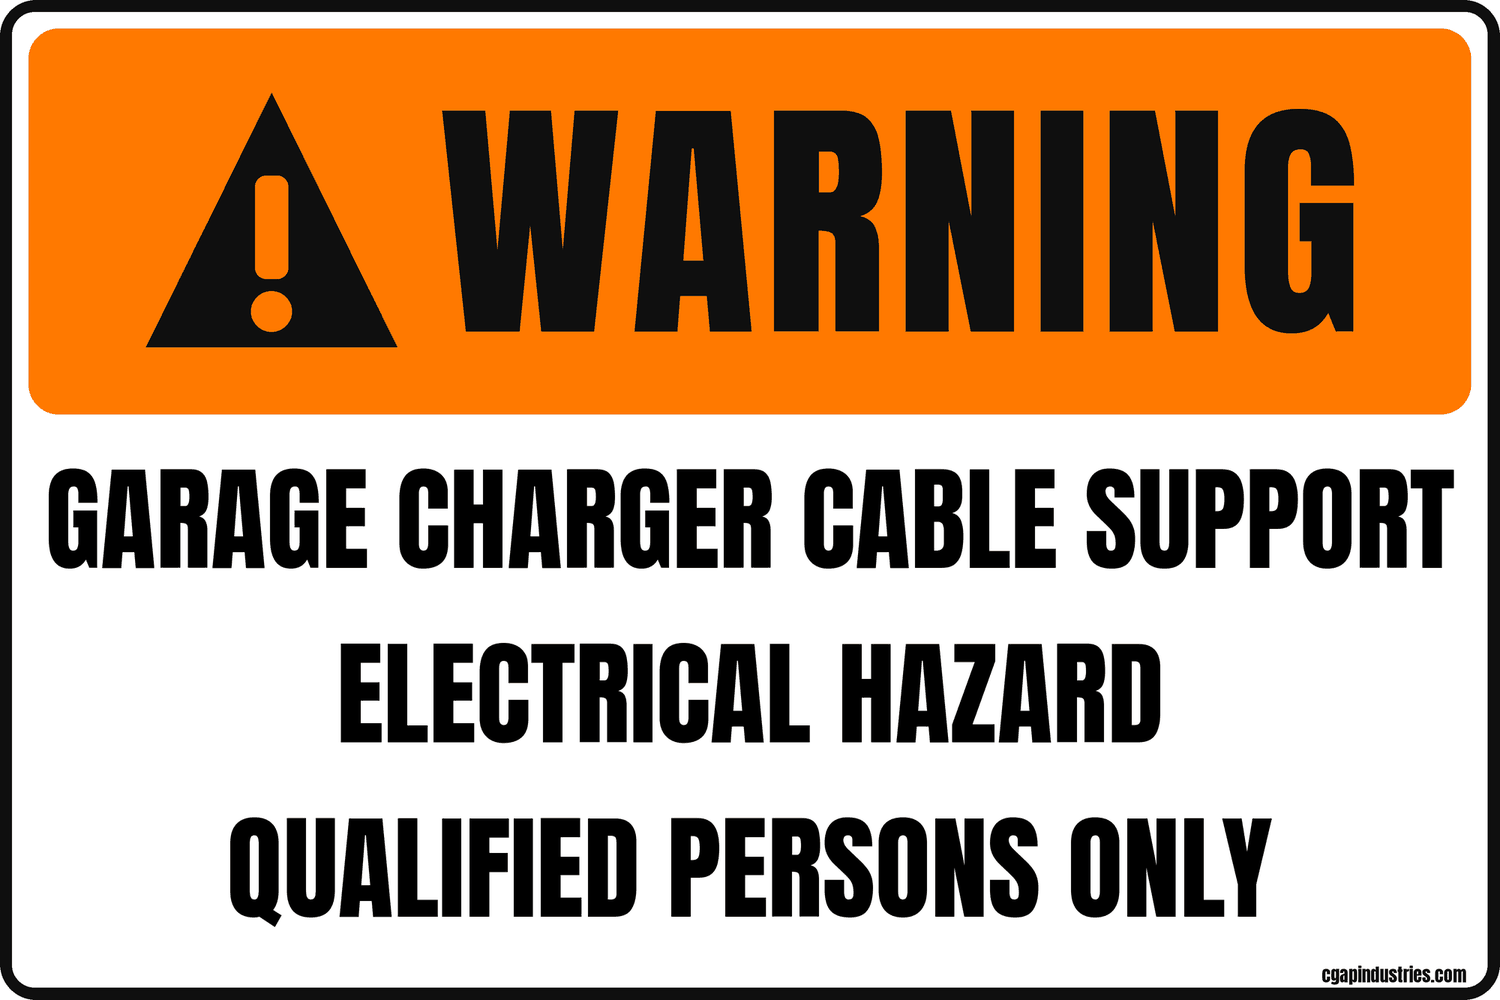 WARNING
GARAGE CHARGER CABLE SUPPORT
ELECTRICAL HAZARD
QUALIFIED PERSONS ONLY
cgapindustries.com